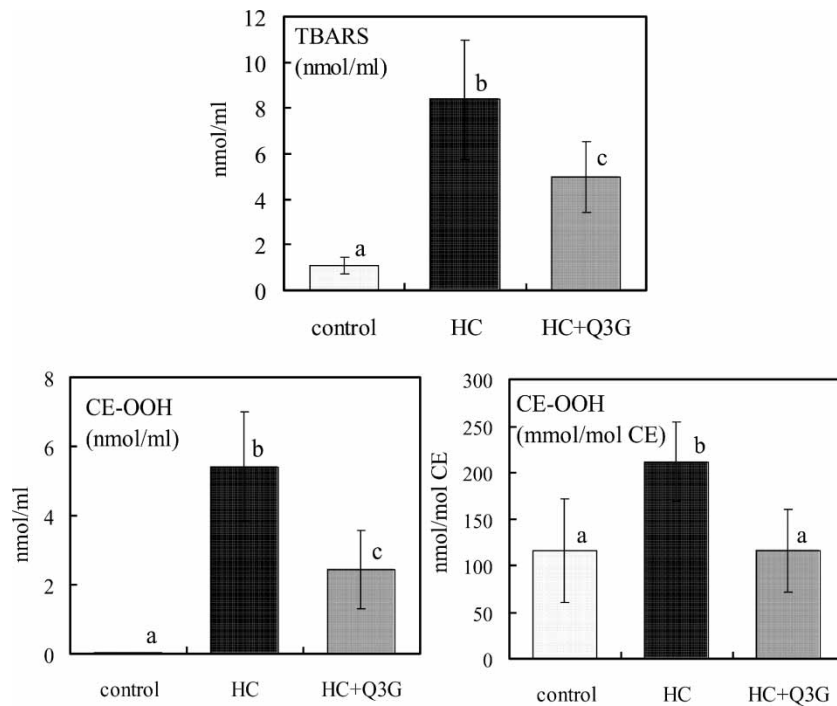 TBARS
(nmol/ml)
nmol/ml
12
10
8
6
4
2
0
a
b
c
control HC HC+Q3G
CE-OOH
(nmol/ml)
nmol/ml
8
6
4
2
0
a
b
c
control HC HC+Q3G
CE-OOH
(mmol/mol CE)
nmol/mol CE
300
250
200
150
100
50
0
a
b
a
control HC HC+Q3G